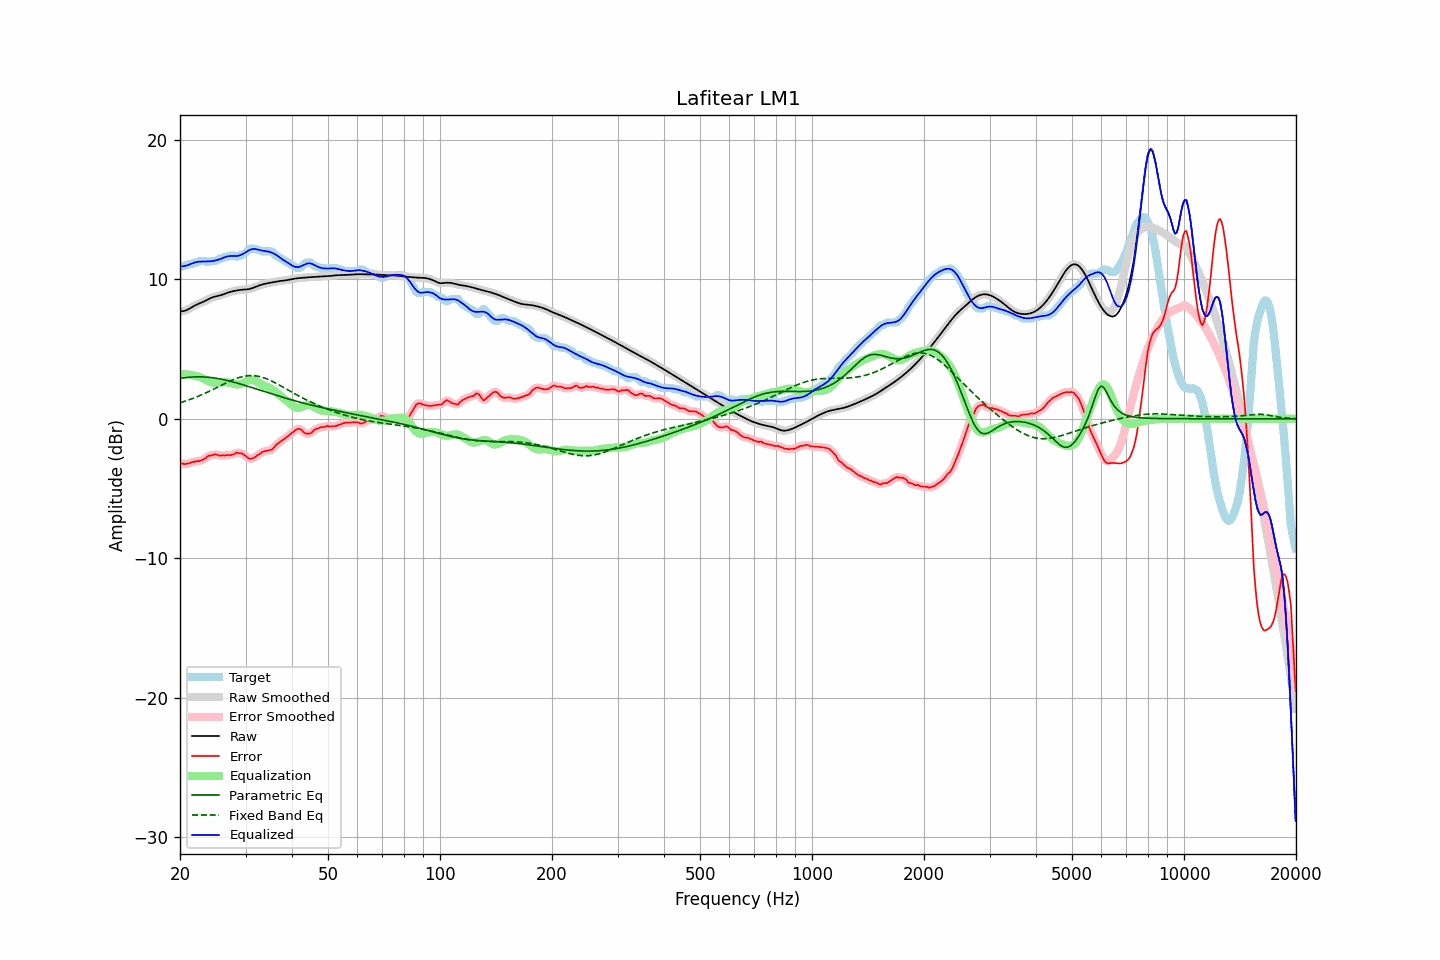 Lafitear LM1
Amplitude (dBr)
20
10
0
−10
−20
−30
Target
Raw Smoothed
Error Smoothed
Raw
Error
Equalization
Parametric Eq
Fixed Band Eq
Equalized
20 50 100 200 500 1000 2000 5000 10000 20000
Frequency (Hz)